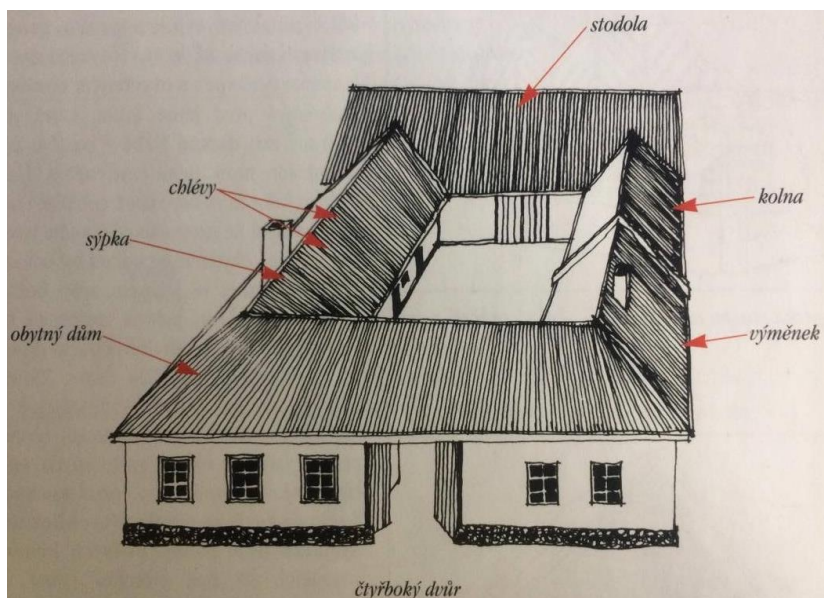 stodola
chlévy
kolna
sýpka
obytný dům
výměnek
čtyřboký dvůr